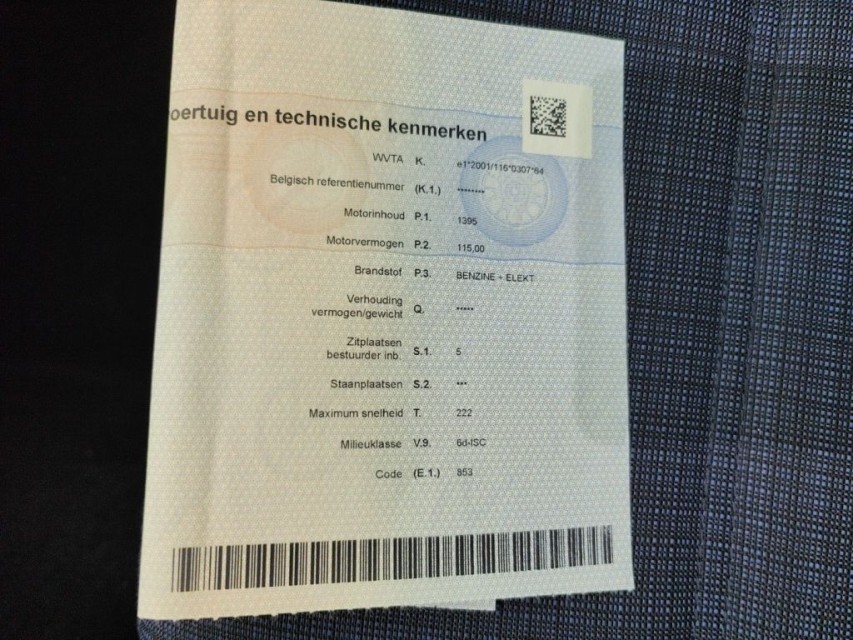 oertuig en technische kenmerken
WVTA K. e1*2001/116*0307*64
Belgisch referentienummer (K.1.) ********
Motorinhoud P.1. 1395
Motorvermogen P.2. 115,00
Brandstof P.3. BENZINE + ELEKT
Verhouding
vermogen/gewicht Q. *****
Zitplaatsen
bestuurder inb. S.1. 5
Staanplaatsen S.2. ***
Maximum snelheid T. 222
Milieuklasse V.9. 6d-ISC
Code (E.1.) 853